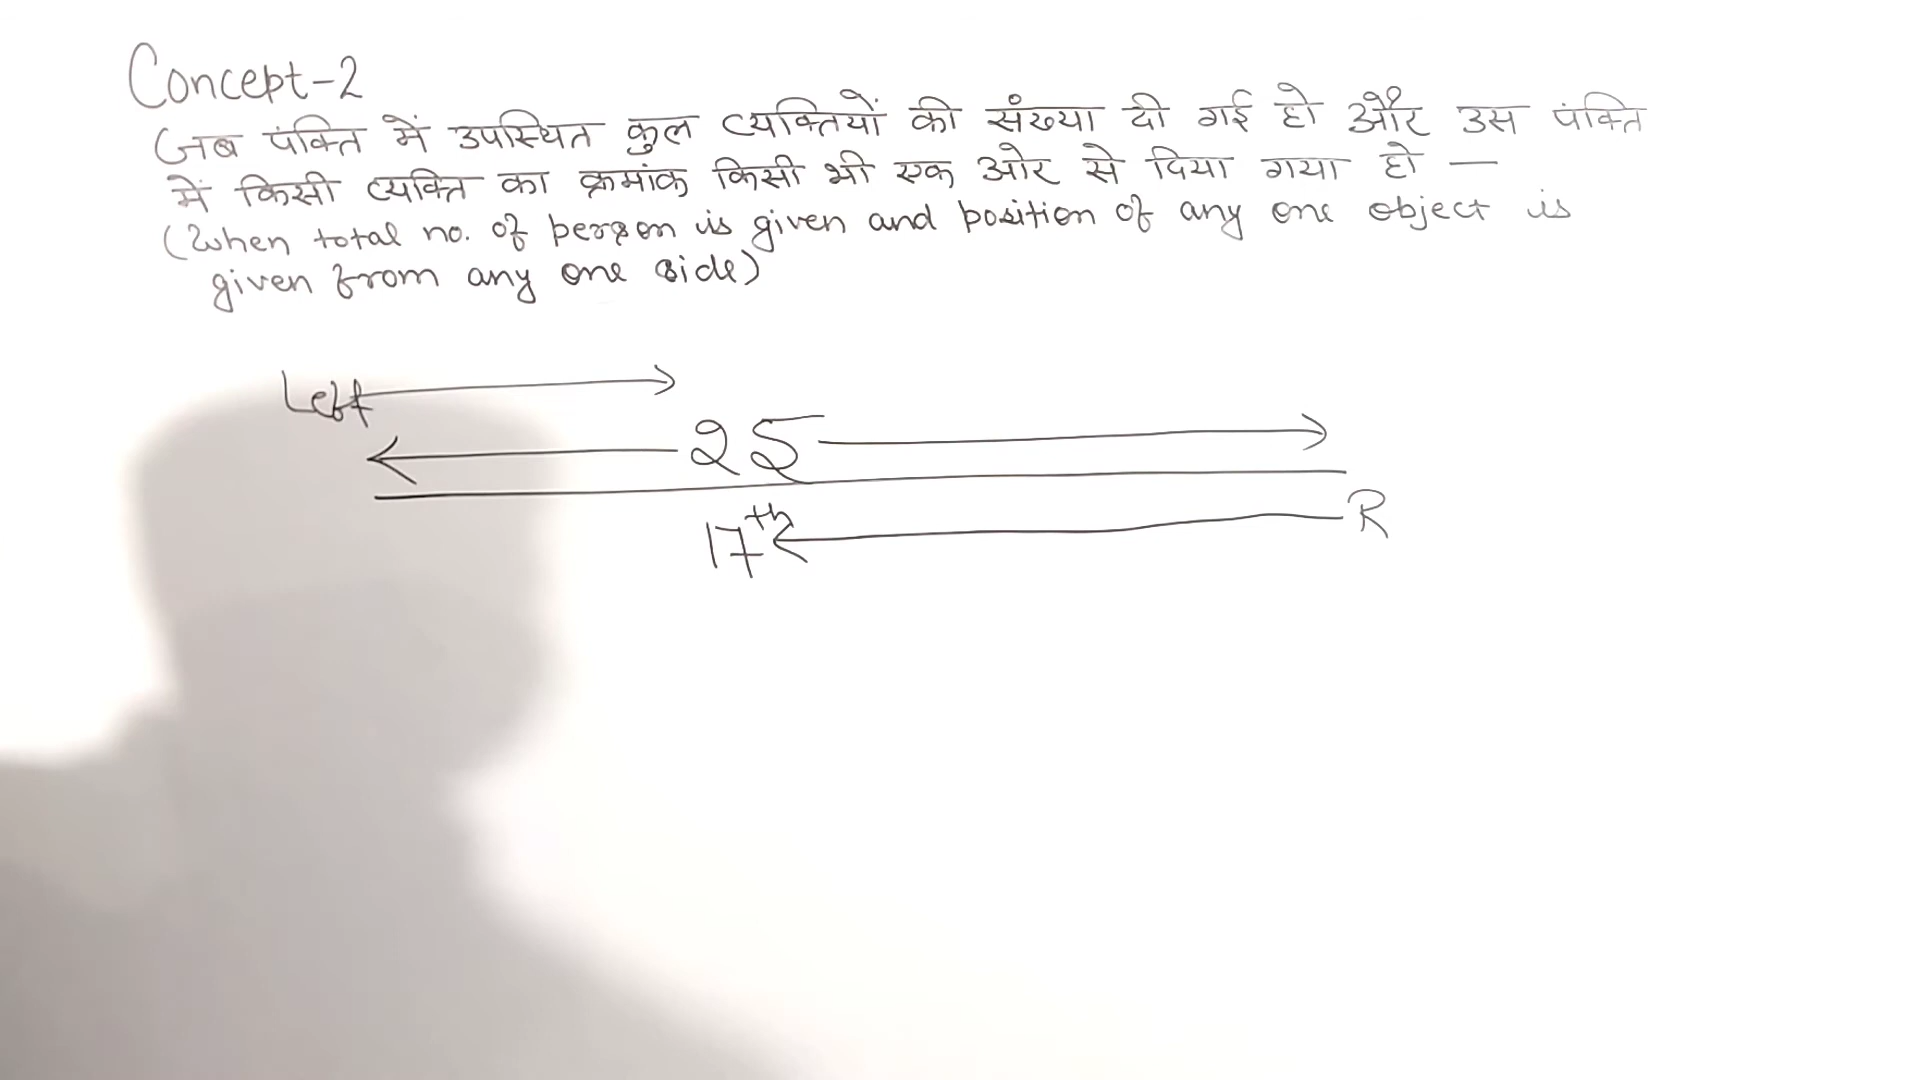 Concept-2
जब पंक्ति में उपस्थित कुल व्यक्तियों की संख्या दी गई हो और उस पंक्ति
में किसी व्यक्ति का क्रमांक किसी भी एक ओर से दिया गया हो —
(When total no. of person is given and position of any one object is
given from any one side)
Left
25
17th R